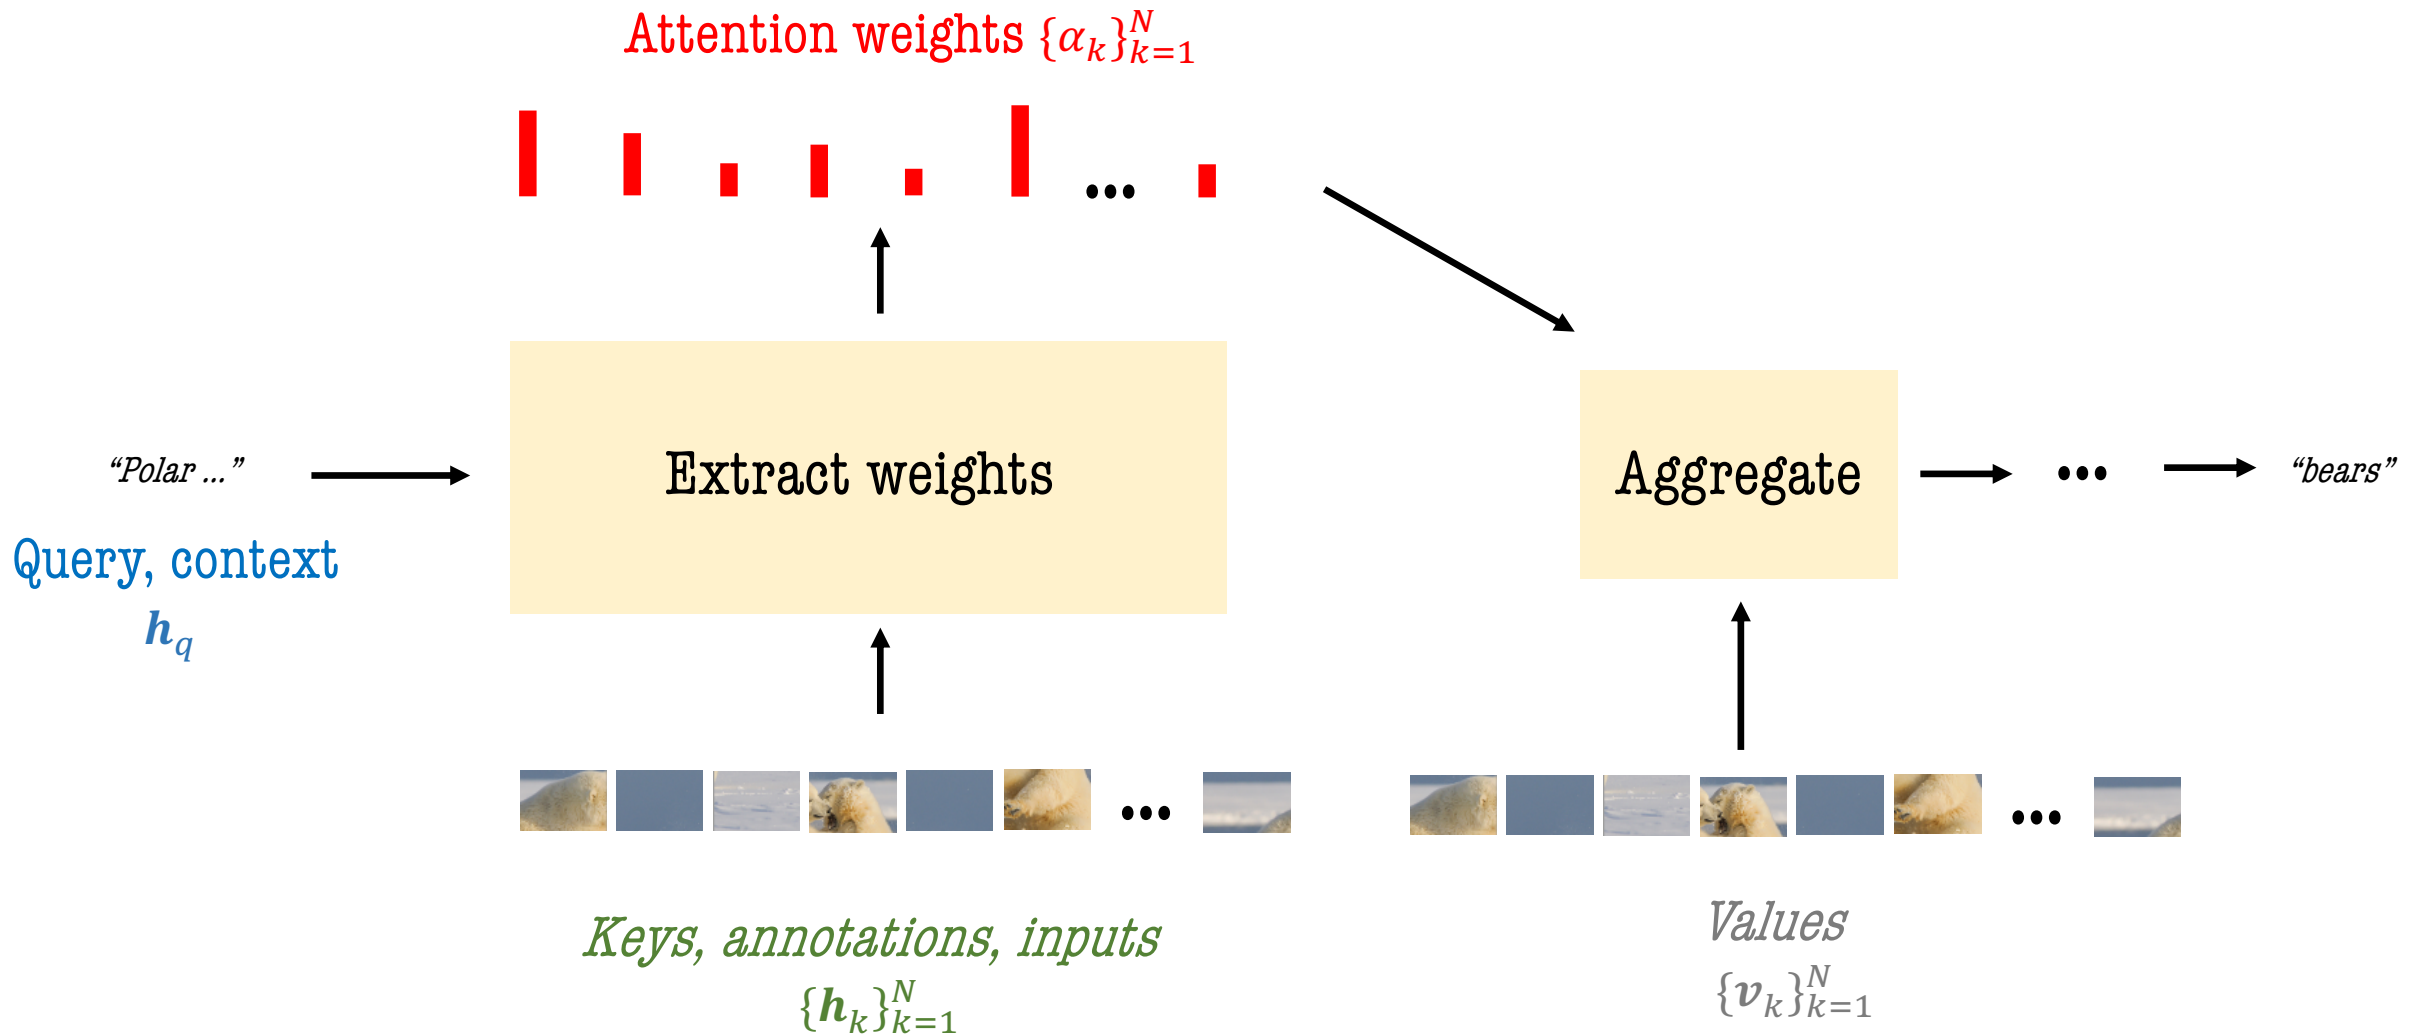 Attention weights {α_k}_{k=1}^N
...
Extract weights
Aggregate
"Polar ..."
...
"bears"
Query, context
h_q
...
...
Keys, annotations, inputs
{h_k}_{k=1}^N
Values
{v_k}_{k=1}^N